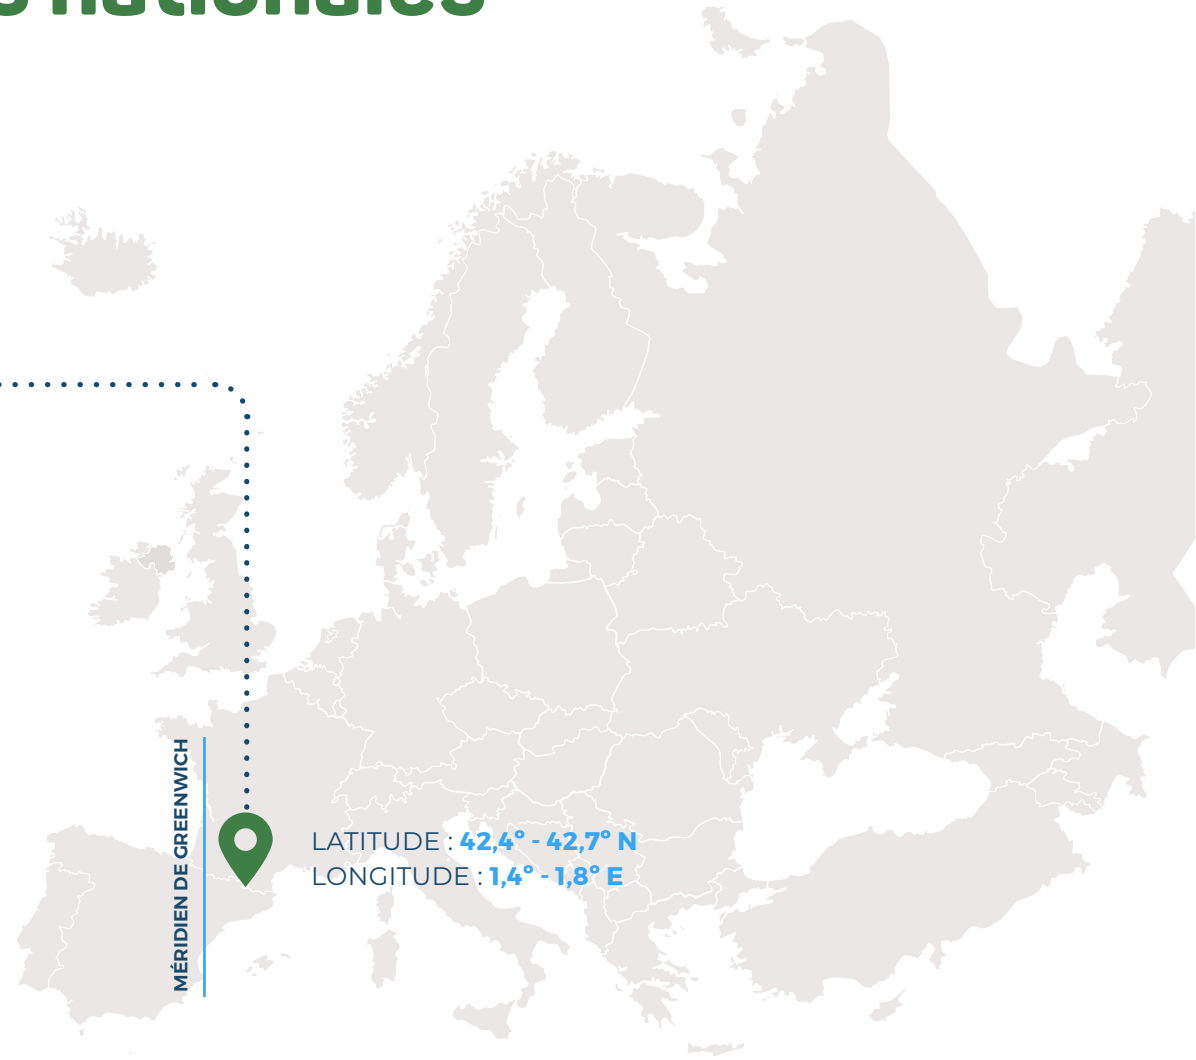 nationales
MÉRIDIEN DE GREENWICH
LATITUDE : 42,4° - 42,7° N
LONGITUDE : 1,4° - 1,8° E